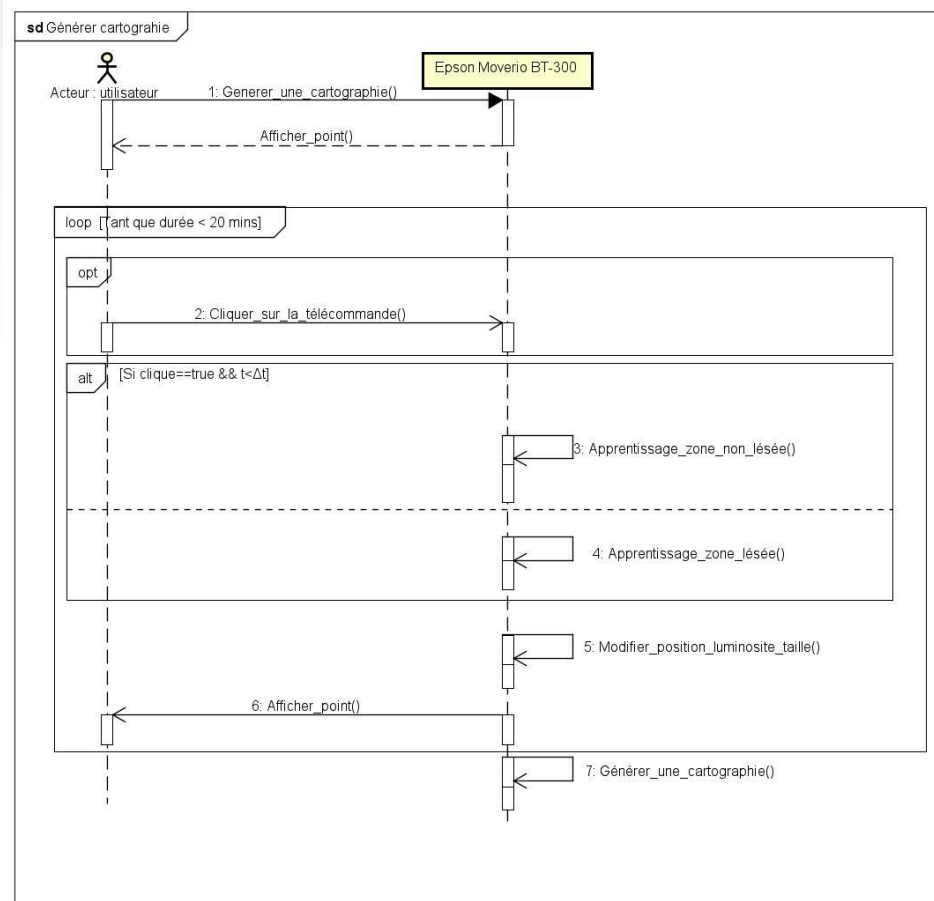 sd Générer cartograhie
Epson Moverio BT-300
Acteur : utilisateur
1: Genérer_une_cartographie()
Afficher_point()
loop [Tant que durée < 20 mins]
opt
2: Cliquer_sur_la_télécommande()
alt [Si clique==true && t<Δt]
3: Apprentissage_zone_non_lésée()
4: Apprentissage_zone_lésée()
5: Modifier_position_luminosite_taille()
6: Afficher_point()
7: Générer_une_cartographie()